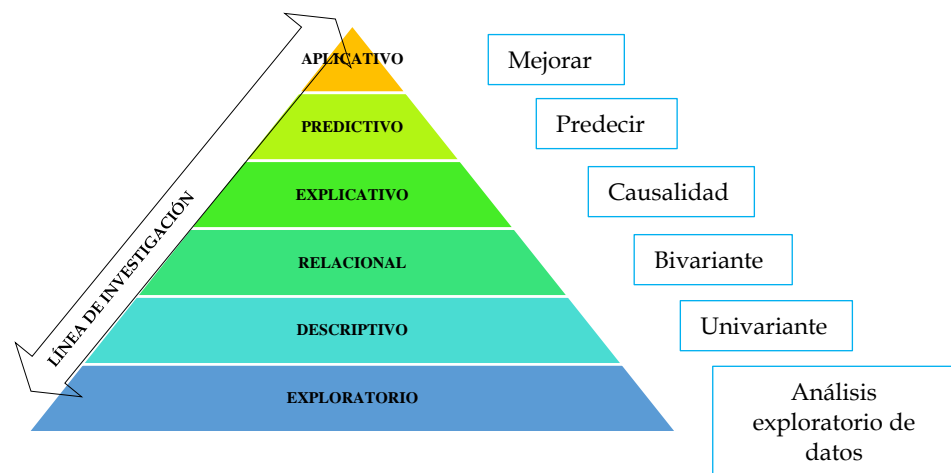 APLICATIVO
Mejorar
PREDICTIVO
Predecir
EXPLICATIVO
Causalidad
RELACIONAL
Bivariante
DESCRIPTIVO
Univariante
EXPLORATORIO
Análisis
exploratorio de
datos
LÍNEA DE INVESTIGACIÓN